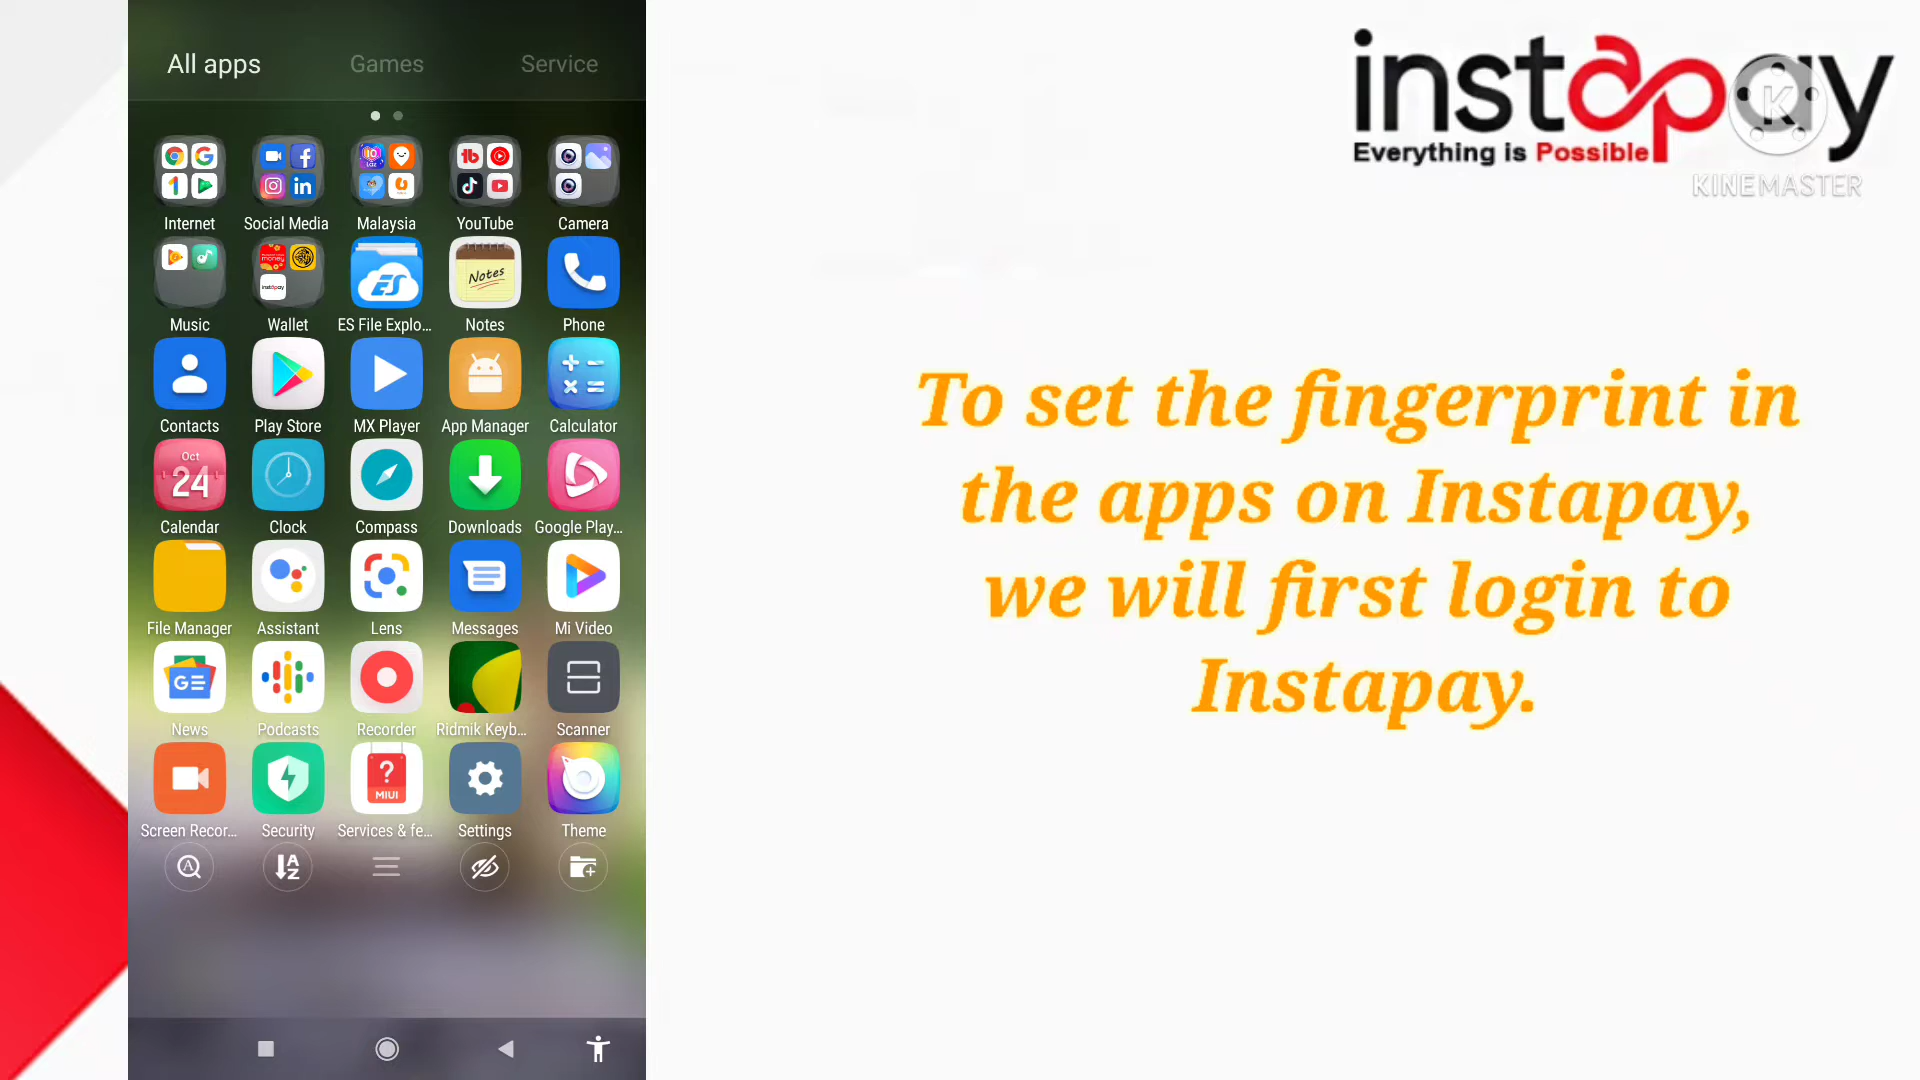 All apps
Games
Service
Internet
Social Media
Malaysia
YouTube
Camera
Music
Wallet
ES File Explo...
Notes
Notes
Phone
Contacts
Play Store
MX Player
App Manager
Calculator
Oct
24
Calendar
Clock
Compass
Downloads
Google Play...
File Manager
Assistant
Lens
Messages
Mi Video
GE
News
Podcasts
Recorder
Ridmik Keyb...
Scanner
?
MIUI
Screen Recor...
Security
Services & fe...
Settings
Theme
instapay
Everything is Possible
K
KINEMASTER
To set the fingerprint in
the apps on Instapay,
we will first login to
Instapay.